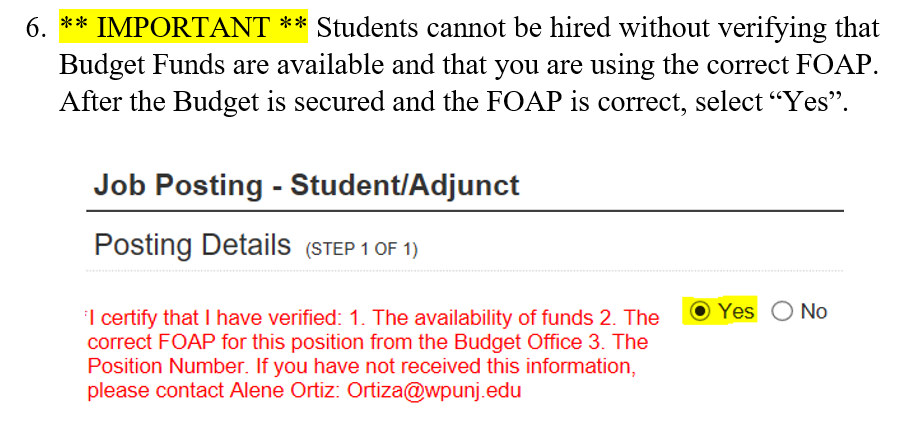 6. ** IMPORTANT ** Students cannot be hired without verifying that
Budget Funds are available and that you are using the correct FOAP.
After the Budget is secured and the FOAP is correct, select “Yes”.
Job Posting - Student/Adjunct
Posting Details (STEP 1 OF 1)
*I certify that I have verified: 1. The availability of funds 2. The
correct FOAP for this position from the Budget Office 3. The
Position Number. If you have not received this information,
please contact Alene Ortiz: Ortiza@wpunj.edu
Yes No